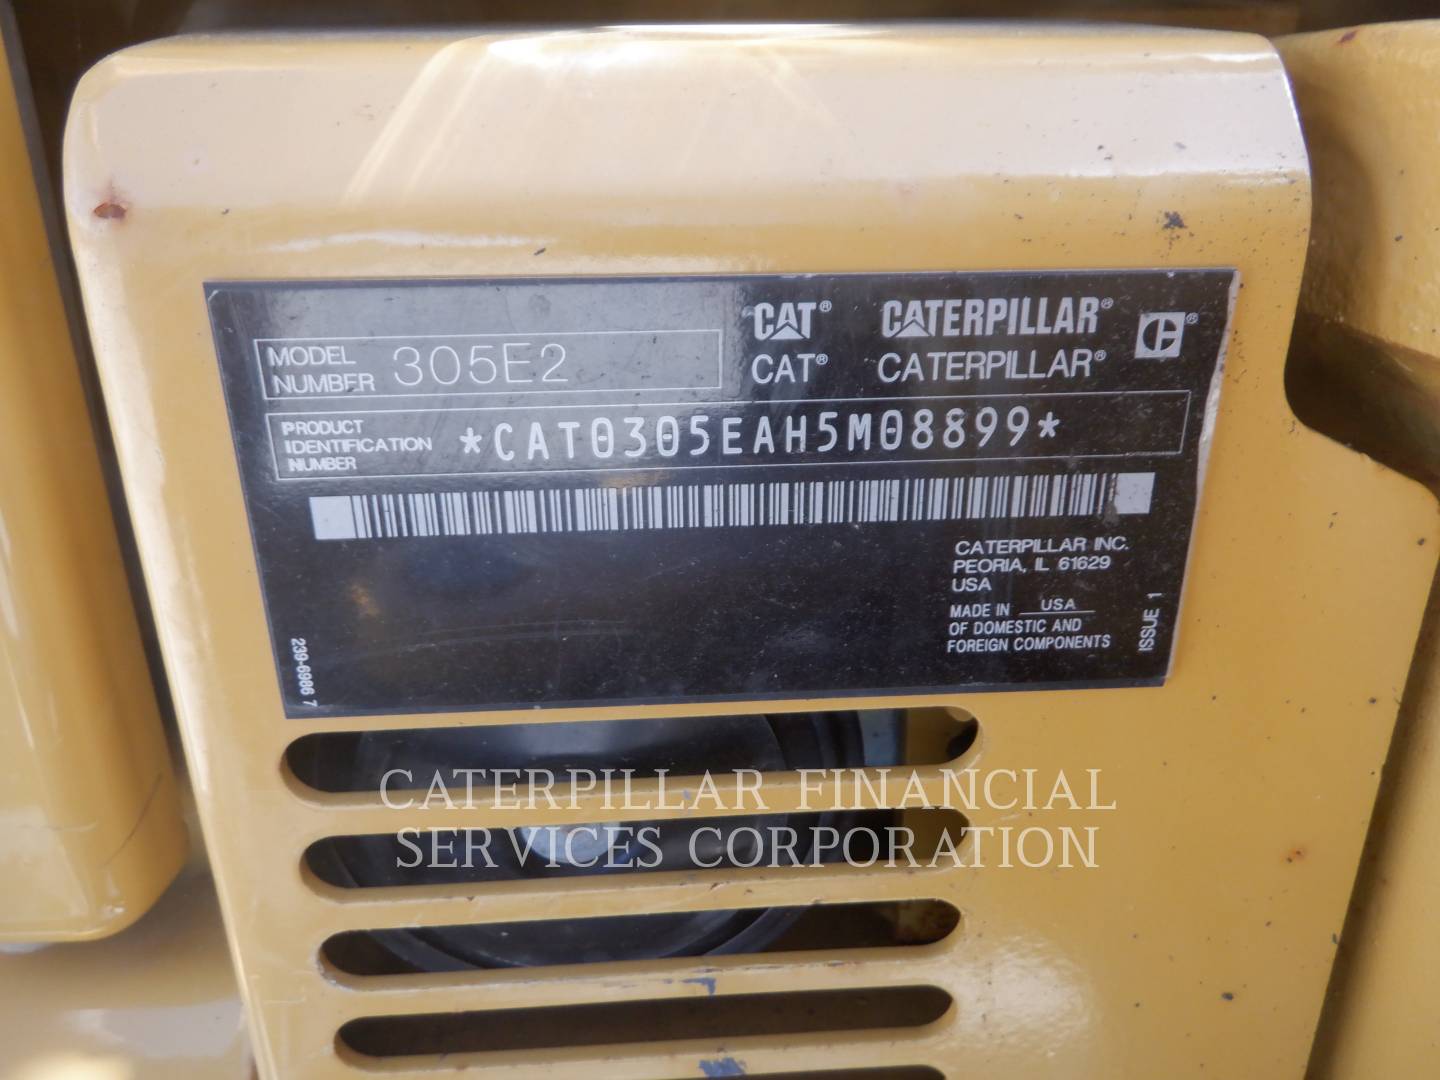 CAT® CATERPILLAR® ®
CAT® CATERPILLAR®
MODEL
NUMBER 305E2
PRODUCT
IDENTIFICATION
NUMBER
*CAT0305EAH5M08899*
CATERPILLAR INC.
PEORIA, IL 61629
USA
MADE IN USA
OF DOMESTIC AND
FOREIGN COMPONENTS
ISSUE 1
239-6986 7
CATERPILLAR FINANCIAL
SERVICES CORPORATION